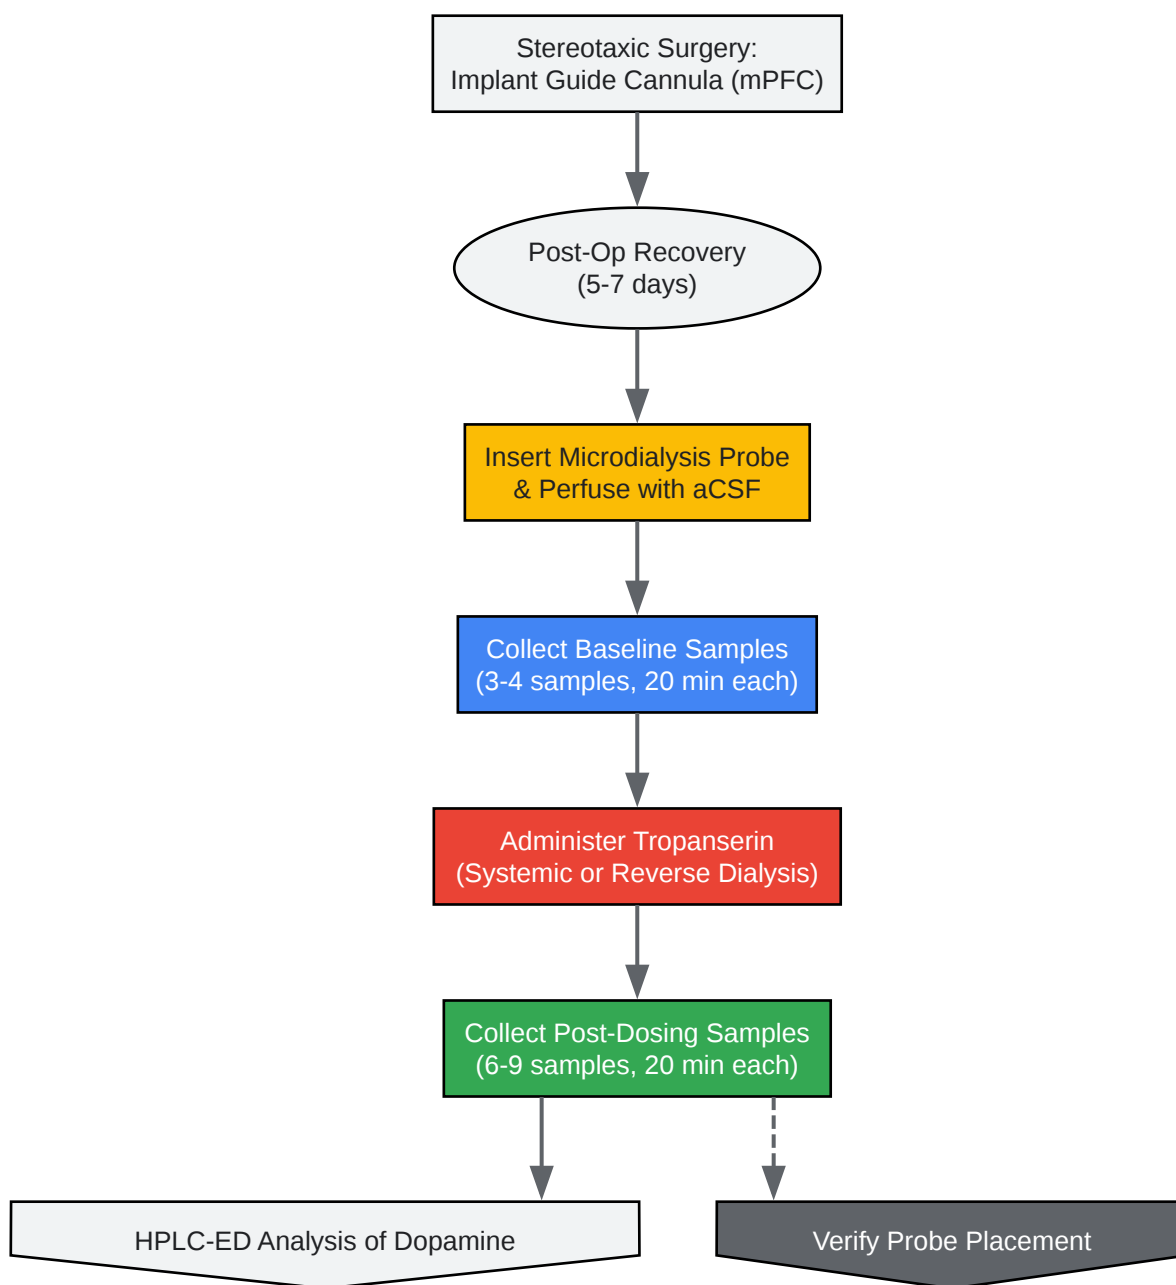 Stereotaxic Surgery:
Implant Guide Cannula (mPFC)
Post-Op Recovery
(5-7 days)
Insert Microdialysis Probe
& Perfuse with aCSF
Collect Baseline Samples
(3-4 samples, 20 min each)
Administer Tropanserin
(Systemic or Reverse Dialysis)
Collect Post-Dosing Samples
(6-9 samples, 20 min each)
HPLC-ED Analysis of Dopamine
Verify Probe Placement